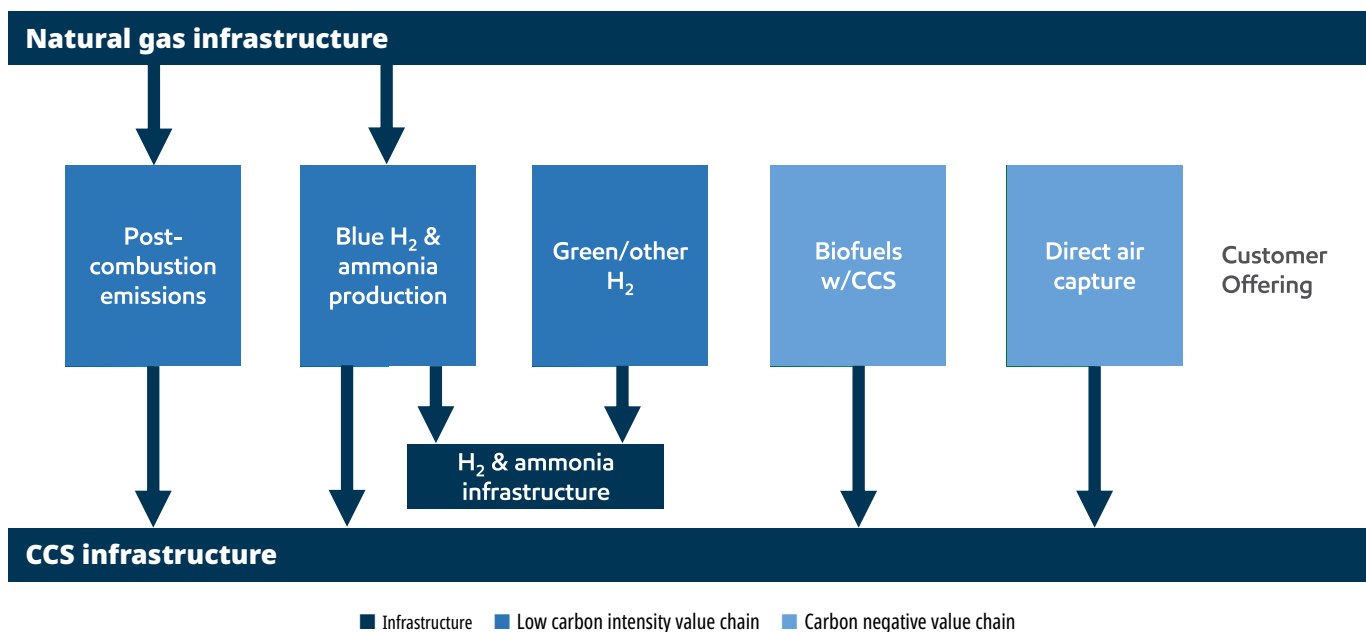 Natural gas infrastructure
Post-
combustion
emissions
Blue H₂ &
ammonia
production
Green/other
H₂
Biofuels
w/CCS
Direct air
capture
Customer
Offering
H₂ & ammonia
infrastructure
CCS infrastructure
Infrastructure
Low carbon intensity value chain
Carbon negative value chain